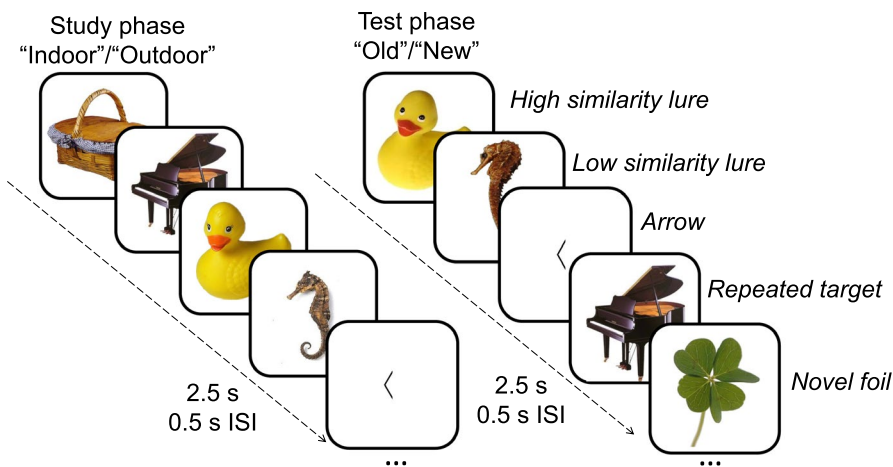 Study phase
“Indoor”/“Outdoor”
2.5 s
0.5 s ISI
...
Test phase
“Old”/“New”
High similarity lure
Low similarity lure
Arrow
Repeated target
Novel foil
2.5 s
0.5 s ISI
...